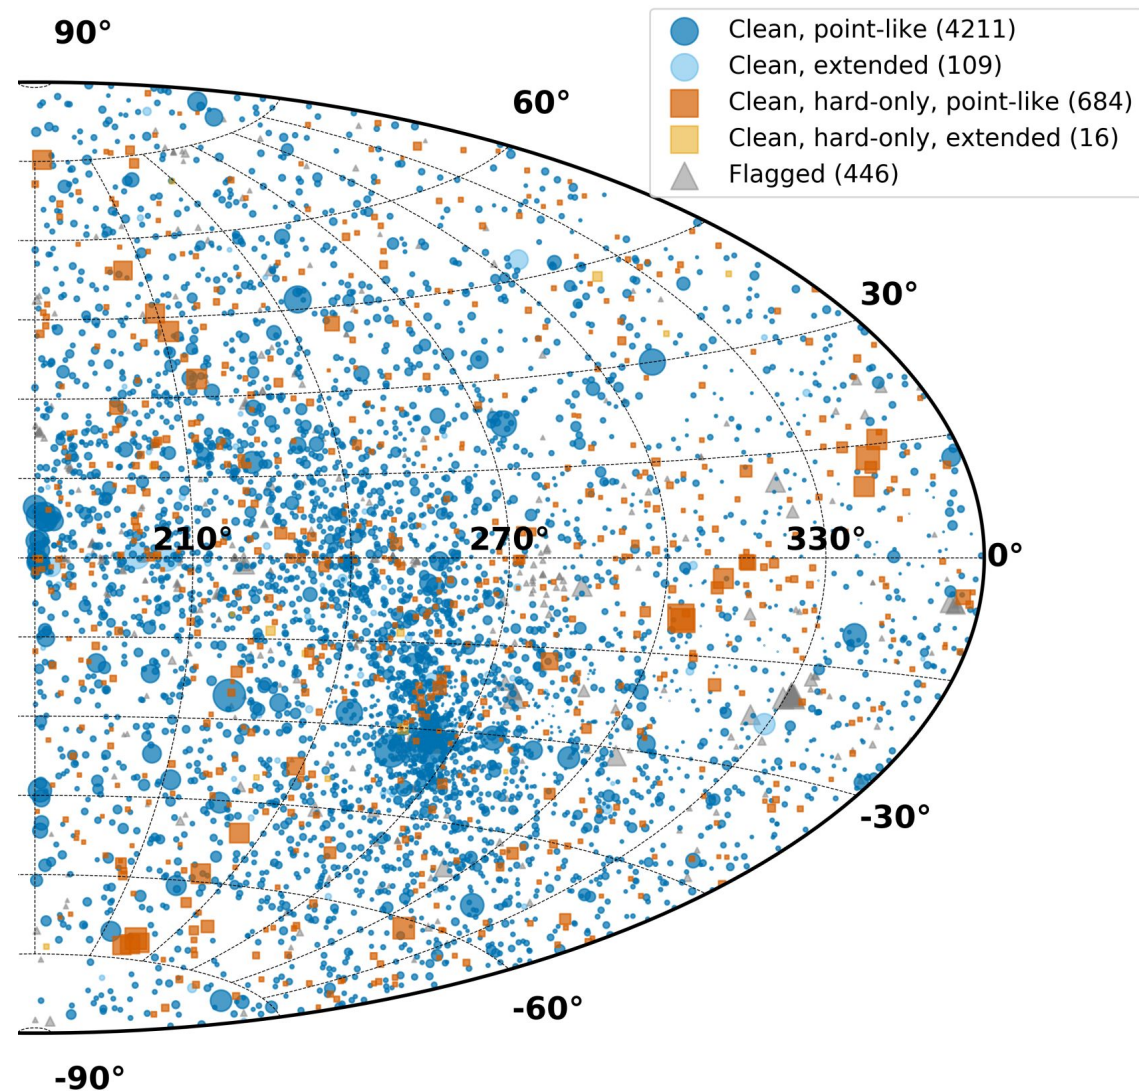 90°
Clean, point-like (4211)
Clean, extended (109)
Clean, hard-only, point-like (684)
Clean, hard-only, extended (16)
Flagged (446)
60°
30°
210°
270°
330°
0°
-30°
-60°
-90°